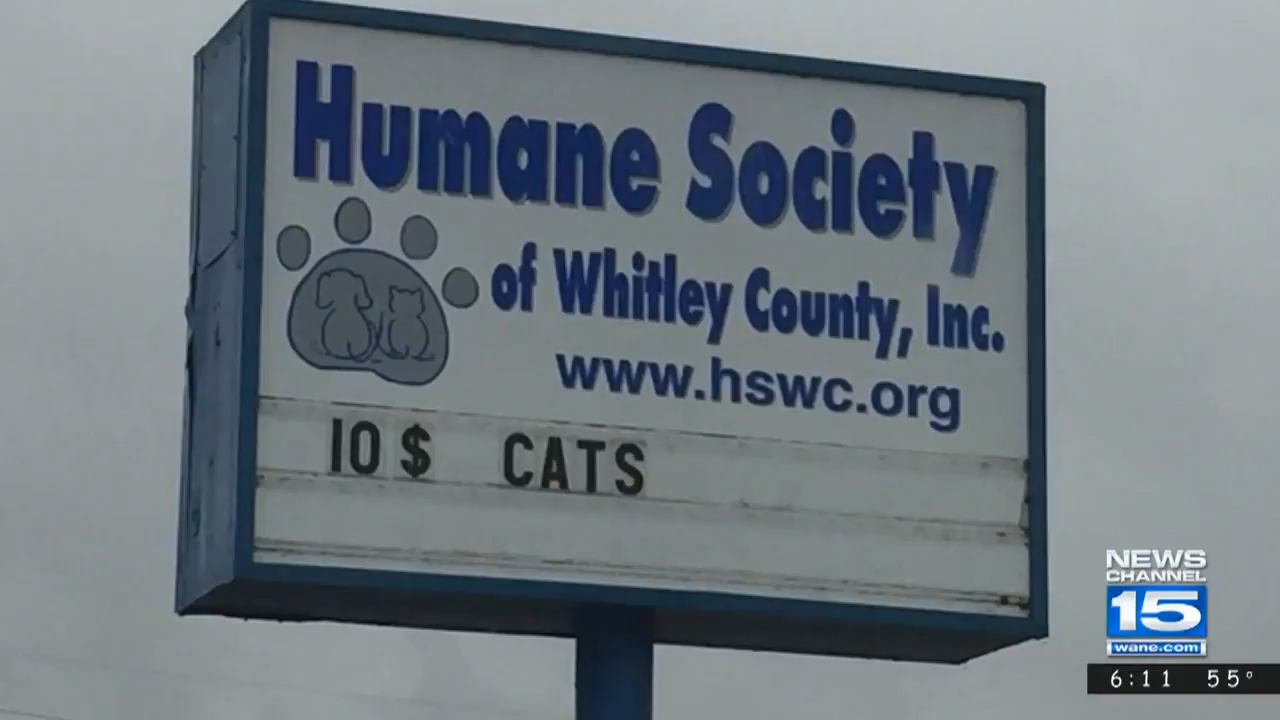 Humane Society
of Whitley County, Inc.
www.hswc.org
10$ CATS
NEWS
CHANNEL
15
wane.com
6:11 55°